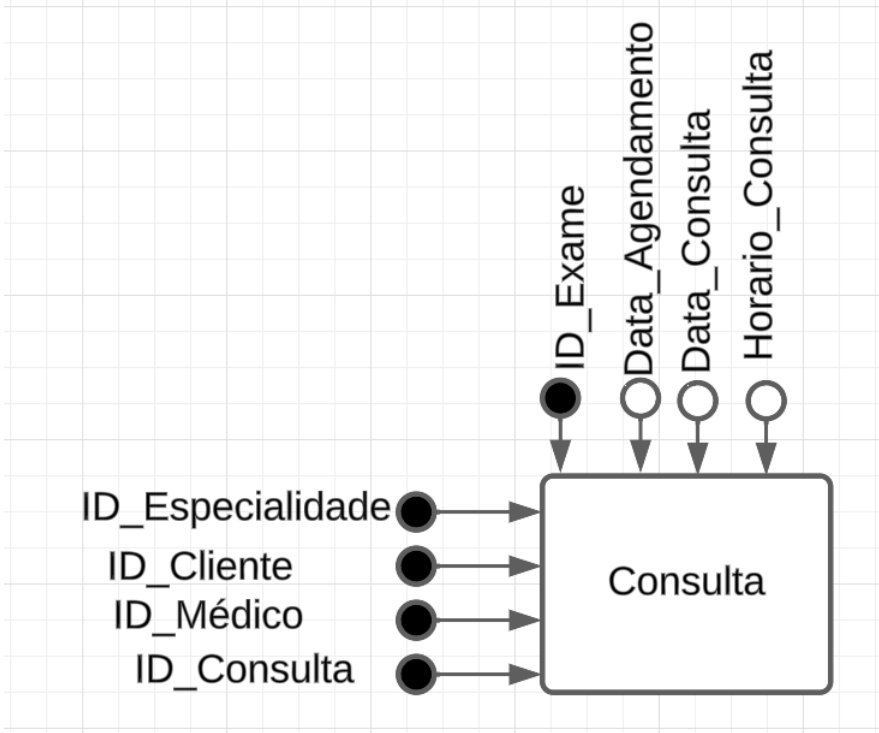 ID_Exame
Data_Agendamento
Data_Consulta
Horario_Consulta
ID_Especialidade
ID_Cliente
ID_Médico
ID_Consulta
Consulta